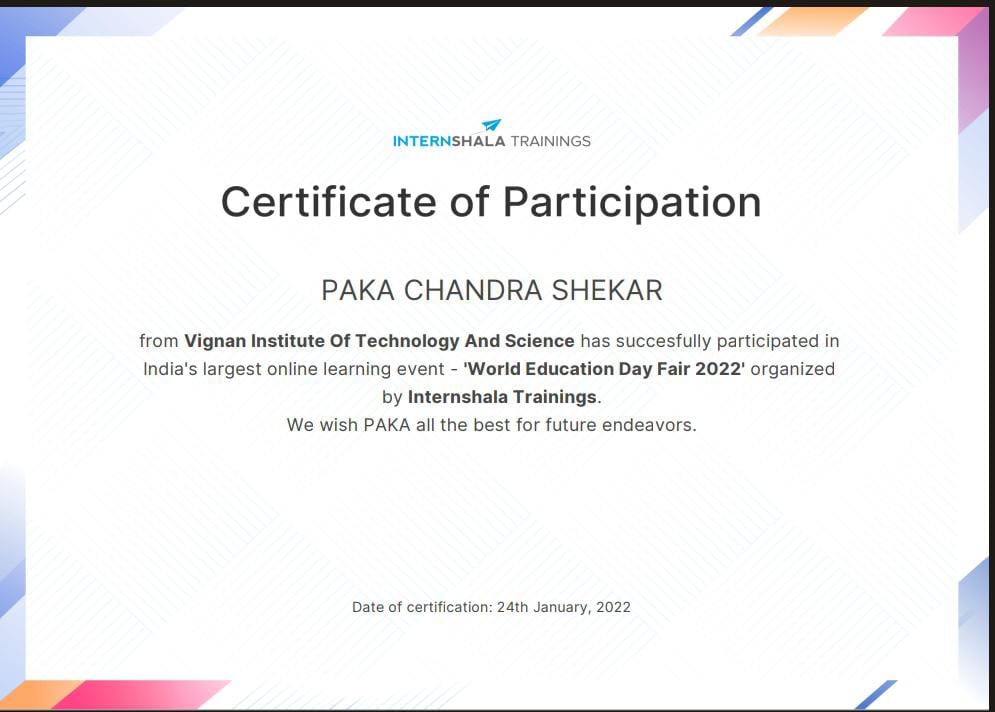 INTERNSHALA TRAININGS
Certificate of Participation
PAKA CHANDRA SHEKAR
from Vignan Institute Of Technology And Science has succesfully participated in
India's largest online learning event - 'World Education Day Fair 2022' organized
by Internshala Trainings.
We wish PAKA all the best for future endeavors.
Date of certification: 24th January, 2022